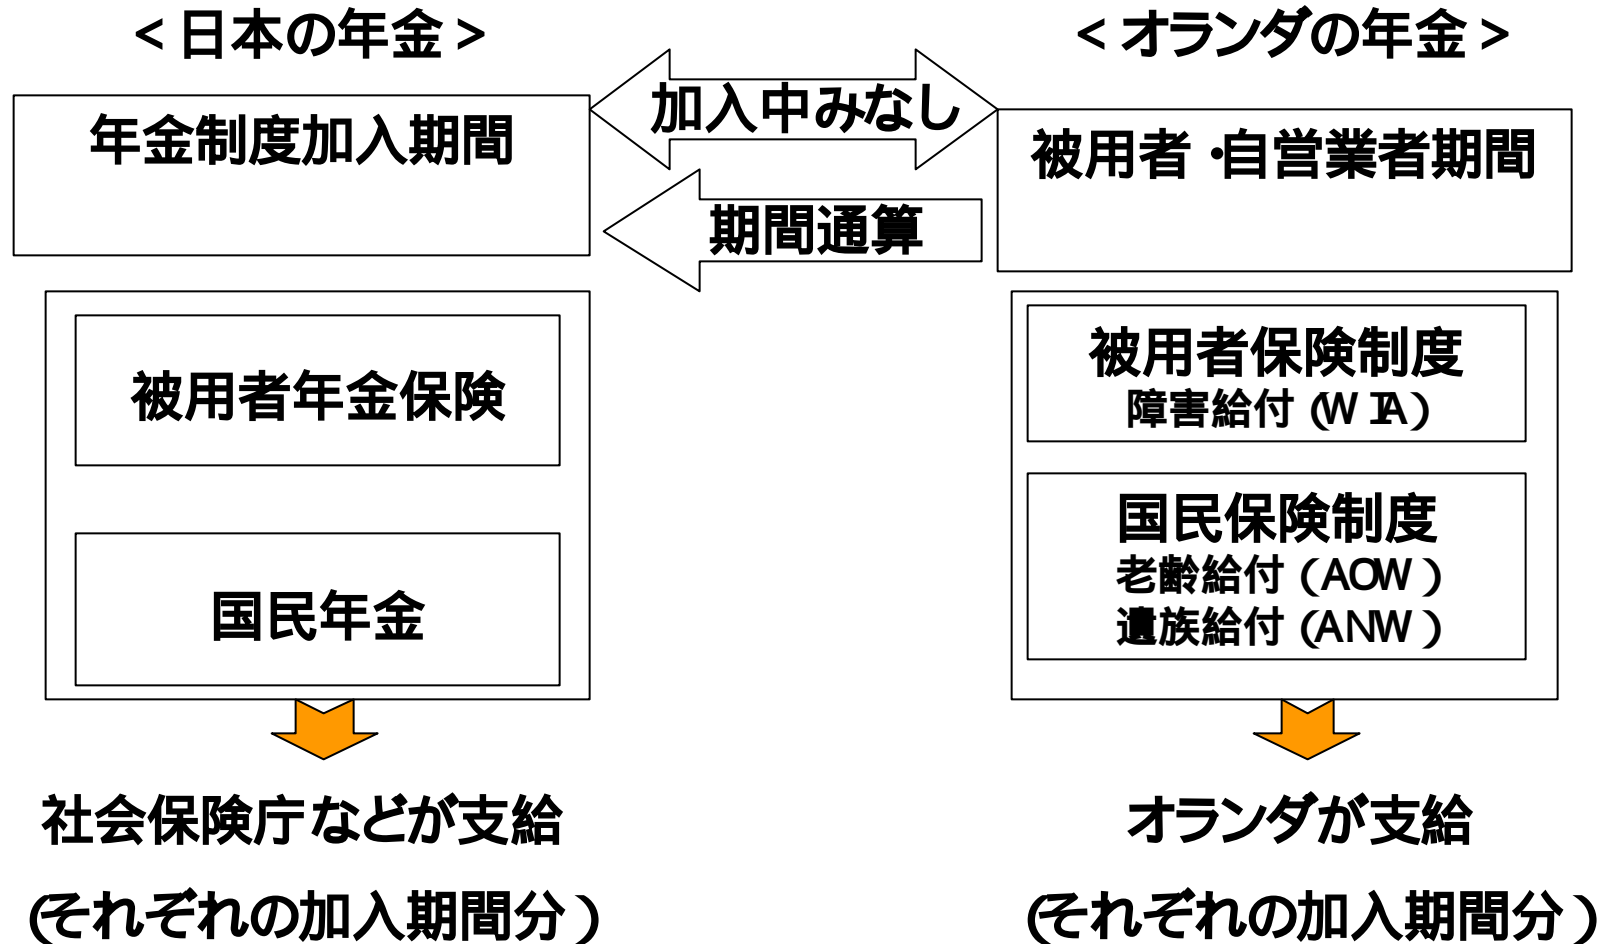 <日本の年金>
<オランダの年金>
加入中みなし
年金制度加入期間
被用者・自営業者期間
期間通算
被用者年金保険
国民年金
被用者保険制度
障害給付(WIA)
国民保険制度
老齢給付(AOW)
遺族給付(ANW)
社会保険庁などが支給
(それぞれの加入期間分)
オランダが支給
(それぞれの加入期間分)